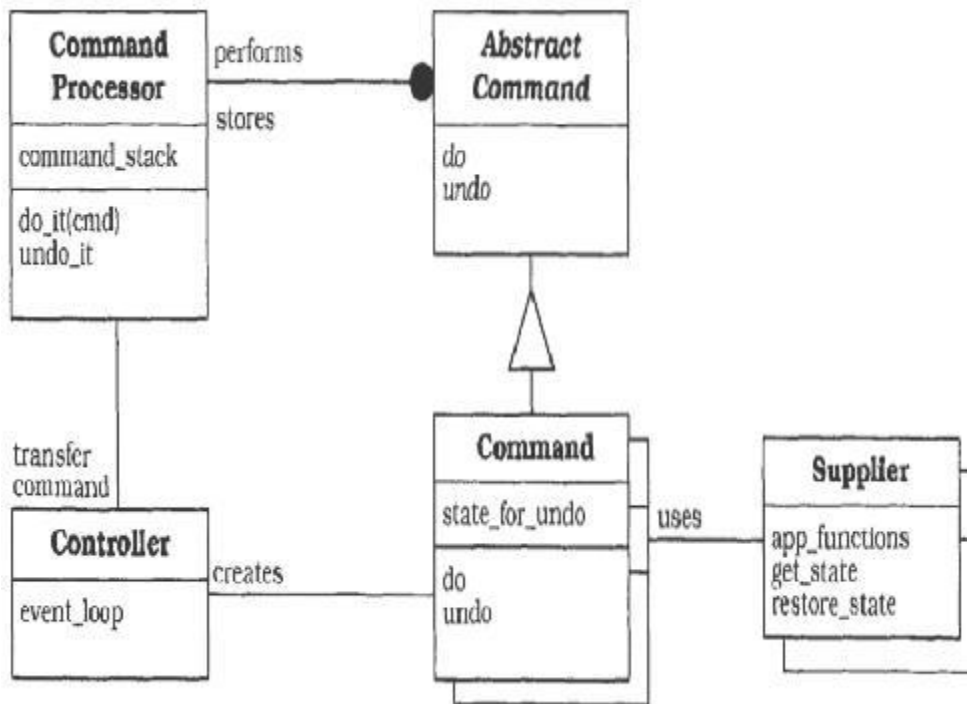 Command
Processor
performs
stores
command_stack
do_it(cmd)
undo_it
Abstract
Command
do
undo
transfer
command
Controller
event_loop
creates
Command
state_for_undo
do
undo
uses
Supplier
app_functions
get_state
restore_state